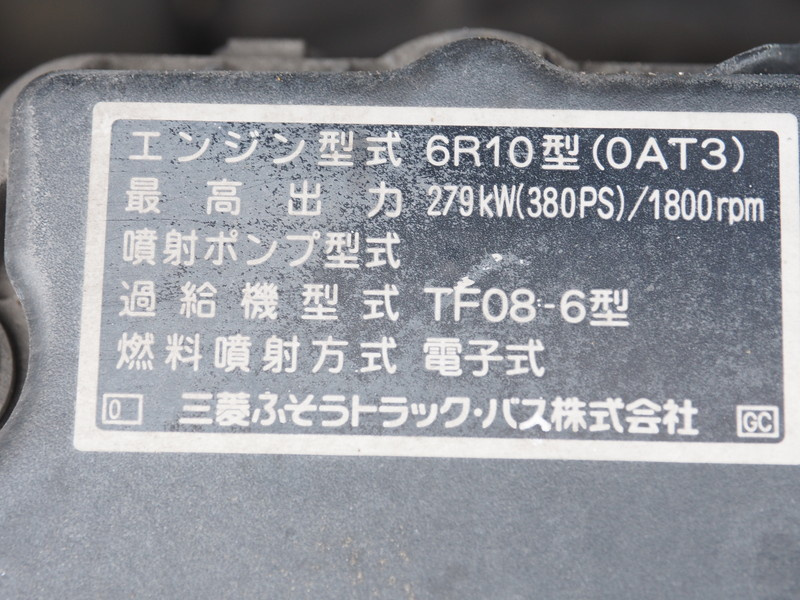 エンジン型式 6R10型(0AT3)
最高出力 279kW(380PS)/1800rpm
噴射ポンプ型式
過給機型式 TF08-6型
燃料噴射方式 電子式
0 三菱ふそうトラック・バス株式会社 GC